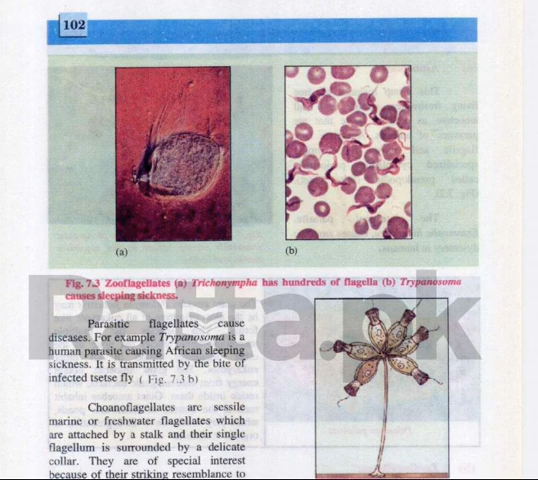 102
(a)
(b)
Fig. 7.3 Zooflagellates (a) Trichonympha has hundreds of flagella (b) Trypanosoma
causes sleeping sickness.
Ratta.pk
Parasitic flagellates cause
diseases. For example Trypanosoma is a
human parasite causing African sleeping
sickness. It is transmitted by the bite of
infected tsetse fly ( Fig. 7.3 b)
Choanoflagellates are sessile
marine or freshwater flagellates which
are attached by a stalk and their single
flagellum is surrounded by a delicate
collar. They are of special interest
because of their striking resemblance to